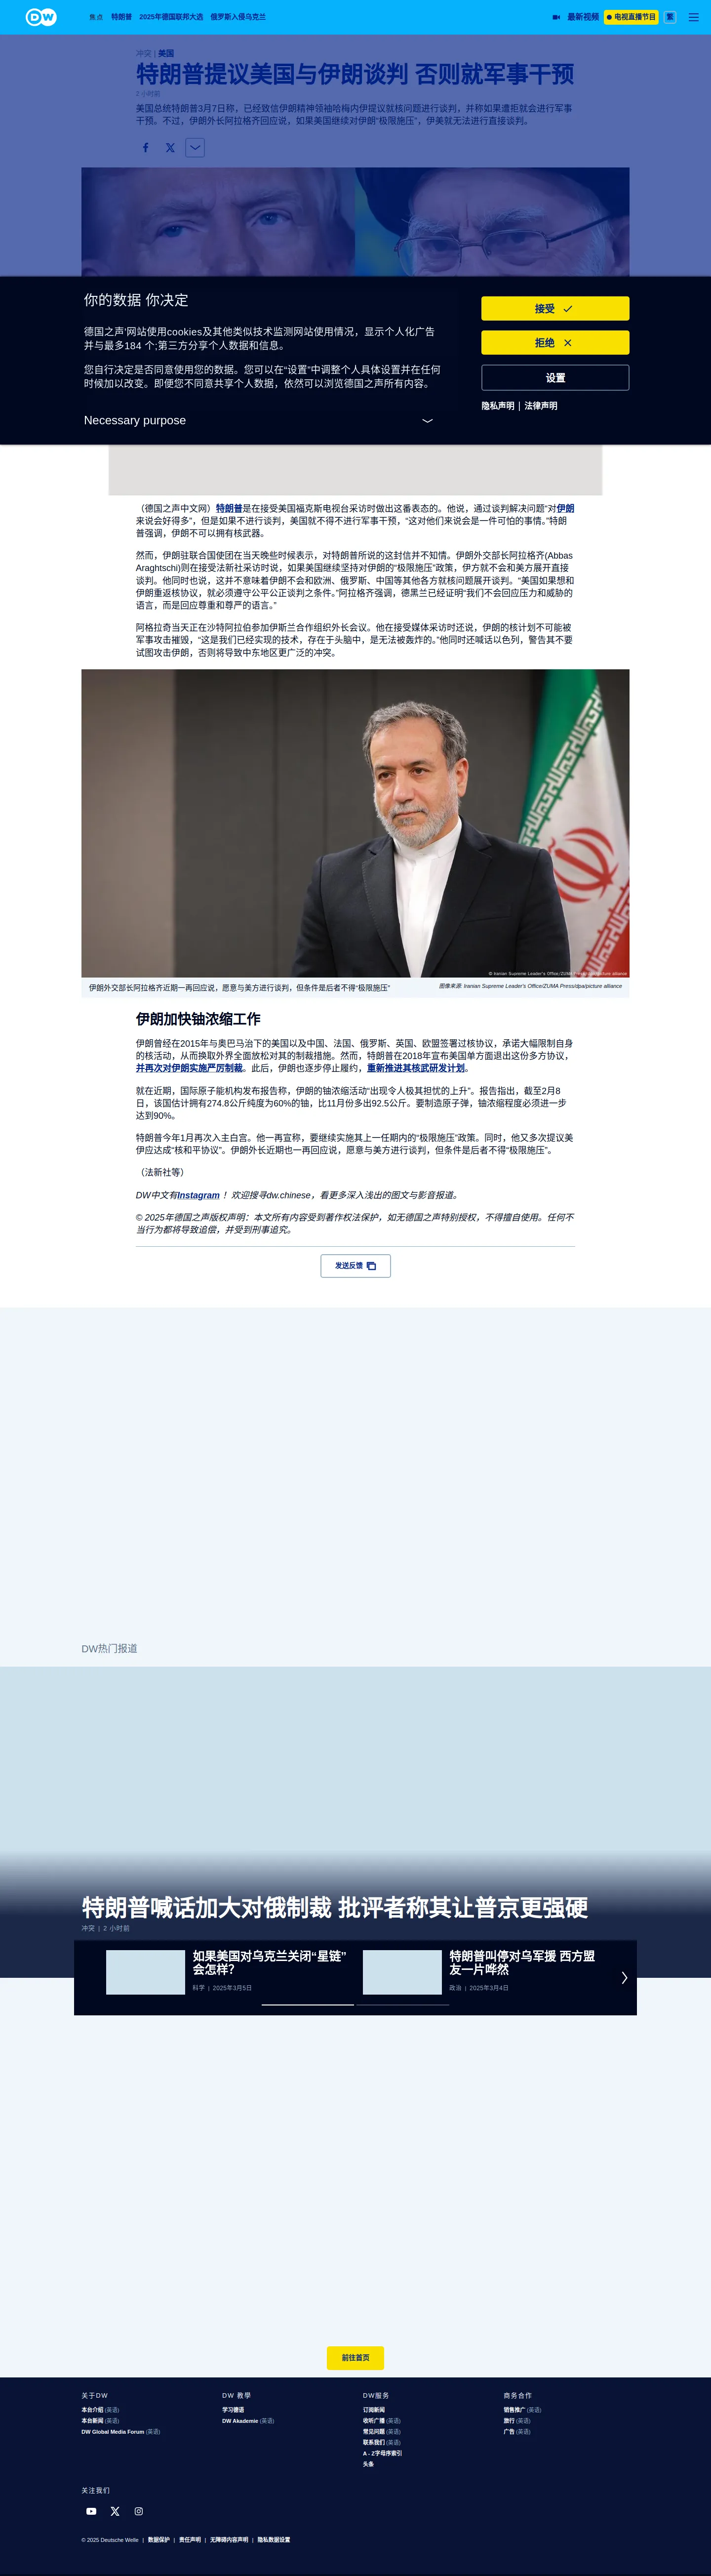 DW
焦点 特朗普 2025年德国联邦大选 俄罗斯入侵乌克兰 最新视频 电视直播节目 繁
冲突 | 美国
特朗普提议美国与伊朗谈判 否则就军事干预
2 小时前
美国总统特朗普3月7日称，已经致信伊朗精神领袖哈梅内伊提议就核问题进行谈判，并称如果遭拒就会进行军事
干预。不过，伊朗外长阿拉格齐回应说，如果美国继续对伊朗“极限施压”，伊美就无法进行直接谈判。
你的数据 你决定
德国之声‘网站使用cookies及其他类似技术监测网站使用情况，显示个人化广告
并与最多184 个;第三方分享个人数据和信息。
您自行决定是否同意使用您的数据。您可以在“设置”中调整个人具体设置并在任何
时候加以改变。即便您不同意共享个人数据，依然可以浏览德国之声所有内容。
Necessary purpose
接受
拒绝
设置
隐私声明 | 法律声明
（德国之声中文网）特朗普是在接受美国福克斯电视台采访时做出这番表态的。他说，通过谈判解决问题“对伊朗
来说会好得多”，但是如果不进行谈判，美国就不得不进行军事干预，“这对他们来说会是一件可怕的事情。”特朗
普强调，伊朗不可以拥有核武器。
然而，伊朗驻联合国使团在当天晚些时候表示，对特朗普所说的这封信并不知情。伊朗外交部长阿拉格齐(Abbas
Araghtschi)则在接受法新社采访时说，如果美国继续坚持对伊朗的“极限施压”政策，伊方就不会和美方展开直接
谈判。他同时也说，这并不意味着伊朗不会和欧洲、俄罗斯、中国等其他各方就核问题展开谈判。“美国如果想和
伊朗重返核协议，就必须遵守公平公正谈判之条件。”阿拉格齐强调，德黑兰已经证明“我们不会回应压力和威胁的
语言，而是回应尊重和尊严的语言。”
阿格拉奇当天正在沙特阿拉伯参加伊斯兰合作组织外长会议。他在接受媒体采访时还说，伊朗的核计划不可能被
军事攻击摧毁，“这是我们已经实现的技术，存在于头脑中，是无法被轰炸的。”他同时还喊话以色列，警告其不要
试图攻击伊朗，否则将导致中东地区更广泛的冲突。
© Iranian Supreme Leader's Office/ZUMA Press/dpa/picture alliance
伊朗外交部长阿拉格齐近期一再回应说，愿意与美方进行谈判，但条件是后者不得“极限施压”
图像来源: Iranian Supreme Leader's Office/ZUMA Press/dpa/picture alliance
伊朗加快铀浓缩工作
伊朗曾经在2015年与奥巴马治下的美国以及中国、法国、俄罗斯、英国、欧盟签署过核协议，承诺大幅限制自身
的核活动，从而换取外界全面放松对其的制裁措施。然而，特朗普在2018年宣布美国单方面退出这份多方协议，
并再次对伊朗实施严厉制裁。此后，伊朗也逐步停止履约，重新推进其核武研发计划。
就在近期，国际原子能机构发布报告称，伊朗的铀浓缩活动“出现令人极其担忧的上升”。报告指出，截至2月8
日，该国估计拥有274.8公斤纯度为60%的铀，比11月份多出92.5公斤。要制造原子弹，铀浓缩程度必须进一步
达到90%。
特朗普今年1月再次入主白宫。他一再宣称，要继续实施其上一任期内的“极限施压”政策。同时，他又多次提议美
伊应达成“核和平协议”。伊朗外长近期也一再回应说，愿意与美方进行谈判，但条件是后者不得“极限施压”。
（法新社等）
DW中文有Instagram ！欢迎搜寻dw.chinese，看更多深入浅出的图文与影音报道。
© 2025年德国之声版权声明：本文所有内容受到著作权法保护，如无德国之声特别授权，不得擅自使用。任何不
当行为都将导致追偿，并受到刑事追究。
发送反馈
DW热门报道
特朗普喊话加大对俄制裁 批评者称其让普京更强硬
冲突 | 2 小时前
如果美国对乌克兰关闭“星链”
会怎样？
科学 | 2025年3月5日
特朗普叫停对乌军援 西方盟
友一片哗然
政治 | 2025年3月4日
前往首页
关于DW
本台介绍 (英语)
本台新闻 (英语)
DW Global Media Forum (英语)
DW 教學
学习德语
DW Akademie (英语)
DW服务
订阅新闻
收听广播 (英语)
常见问题 (英语)
联系我们 (英语)
A - Z字母序索引
头条
商务合作
销售推广 (英语)
旅行 (英语)
广告 (英语)
关注我们
© 2025 Deutsche Welle | 数据保护 | 责任声明 | 无障碍内容声明 | 隐私数据设置